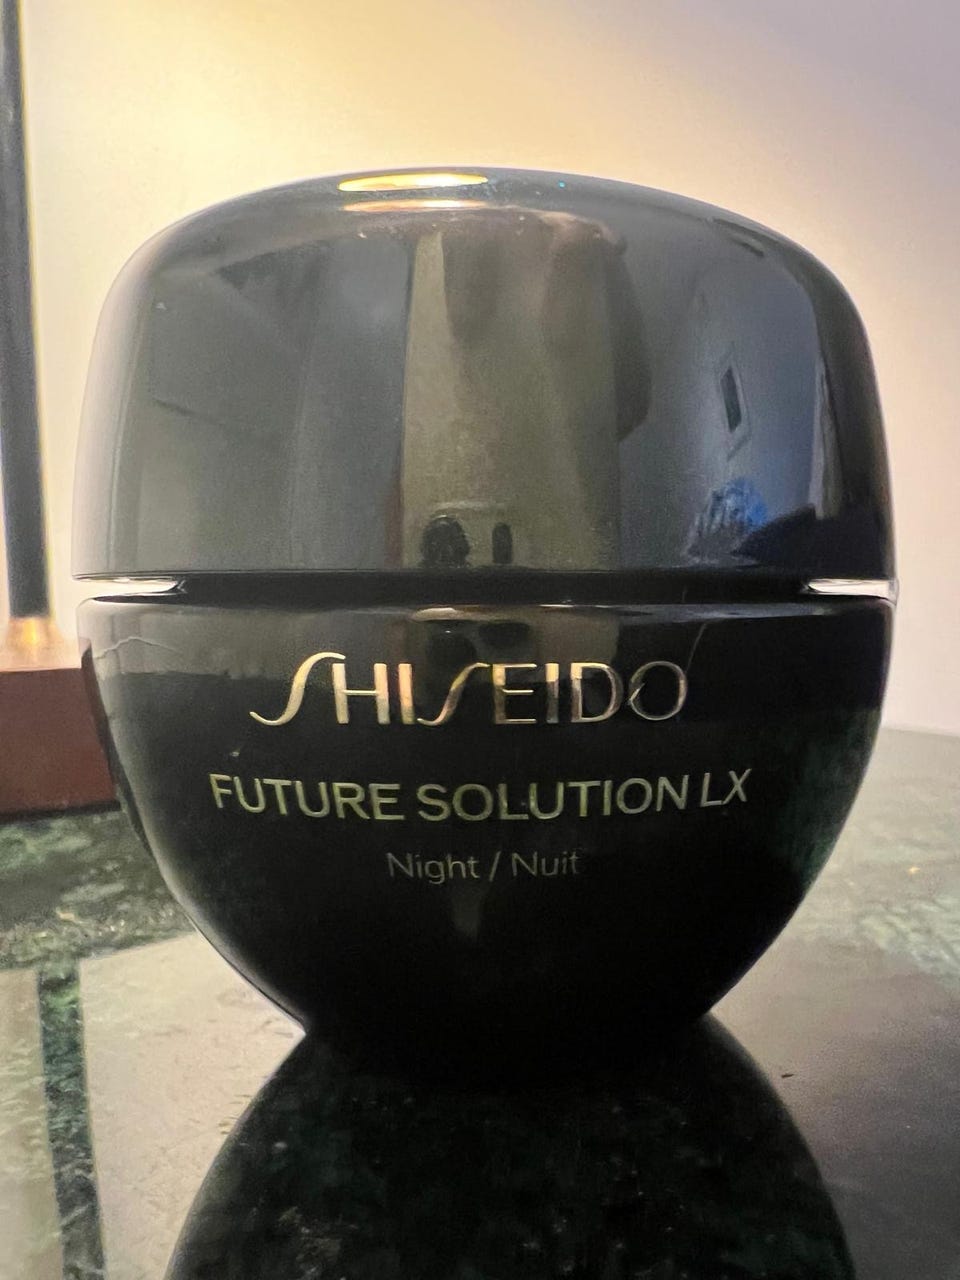 SHISEIDO
FUTURE SOLUTION LX
Night / Nuit